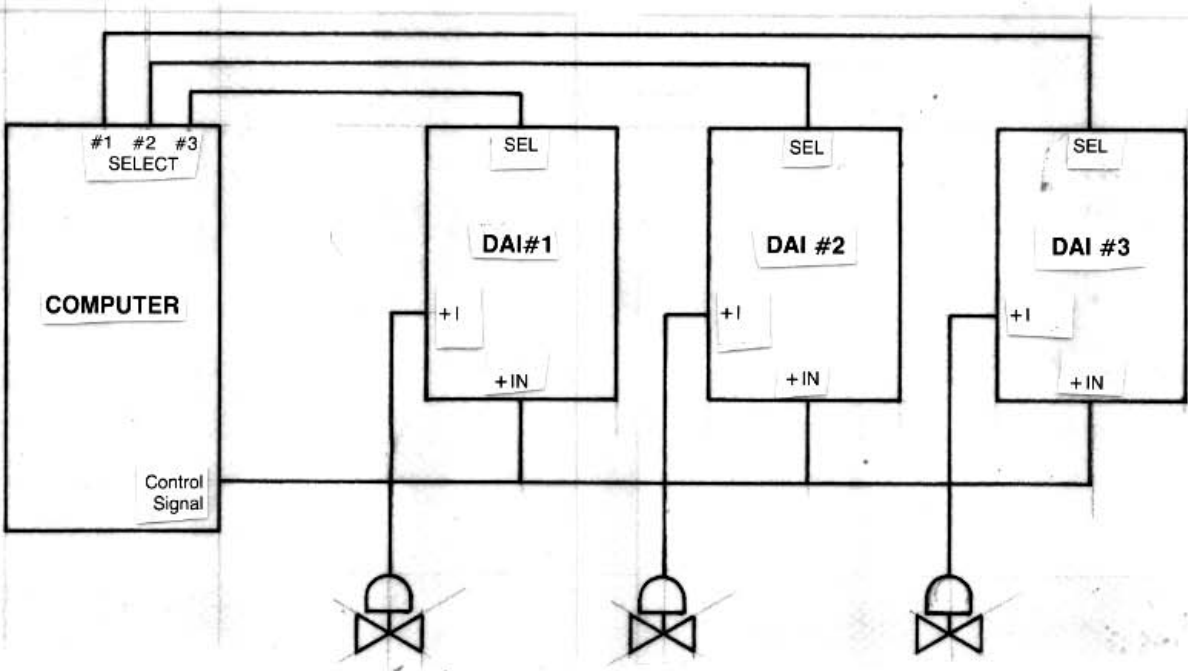 #1 #2 #3
SELECT
COMPUTER
Control
Signal
SEL
DAI#1
+I
+IN
SEL
DAI #2
+I
+IN
SEL
DAI #3
+I
+IN